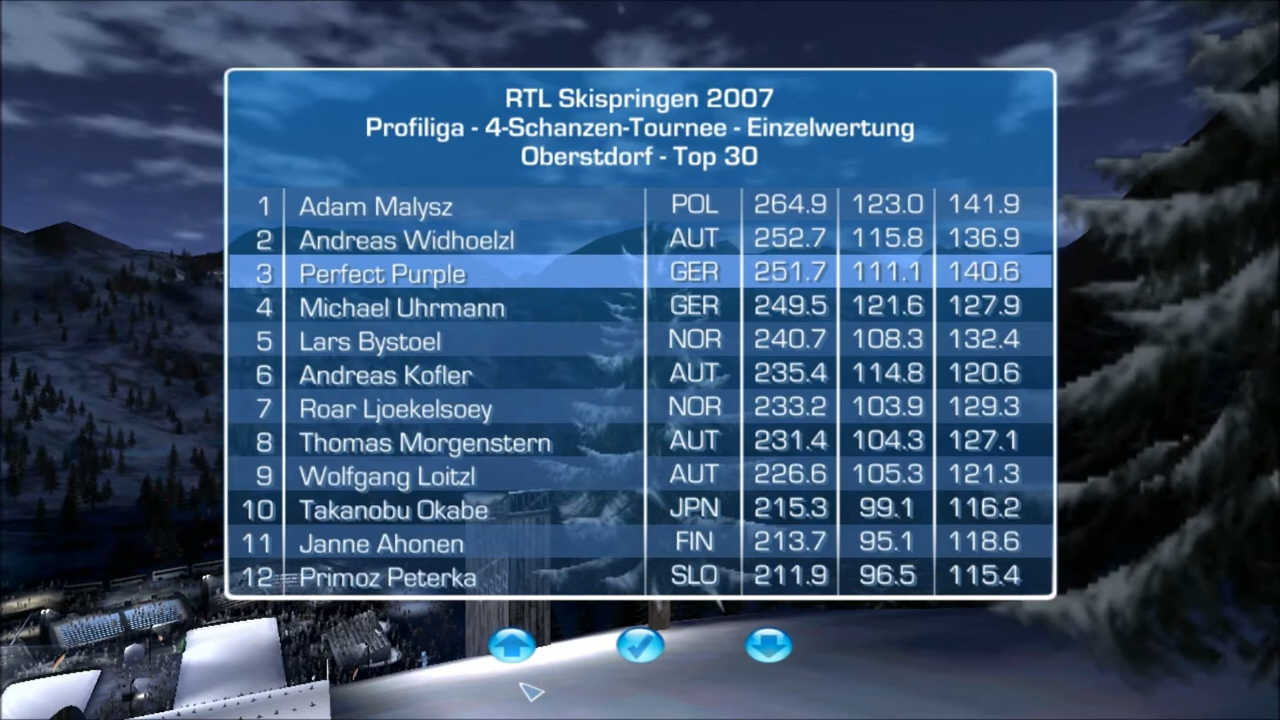 RTL Skispringen 2007
Profiliga - 4-Schanzen-Tournee - Einzelwertung
Oberstdorf - Top 30
1 Adam Malysz POL 264.9 123.0 141.9
2 Andreas Widhoelzl AUT 252.7 115.8 136.9
3 Perfect Purple GER 251.7 111.1 140.6
4 Michael Uhrmann GER 249.5 121.6 127.9
5 Lars Bystoel NOR 240.7 108.3 132.4
6 Andreas Kofler AUT 235.4 114.8 120.6
7 Roar Ljoekelsoey NOR 233.2 103.9 129.3
8 Thomas Morgenstern AUT 231.4 104.3 127.1
9 Wolfgang Loitzl AUT 226.6 105.3 121.3
10 Takanobu Okabe JPN 215.3 99.1 116.2
11 Janne Ahonen FIN 213.7 95.1 118.6
12 Primoz Peterka SLO 211.9 96.5 115.4